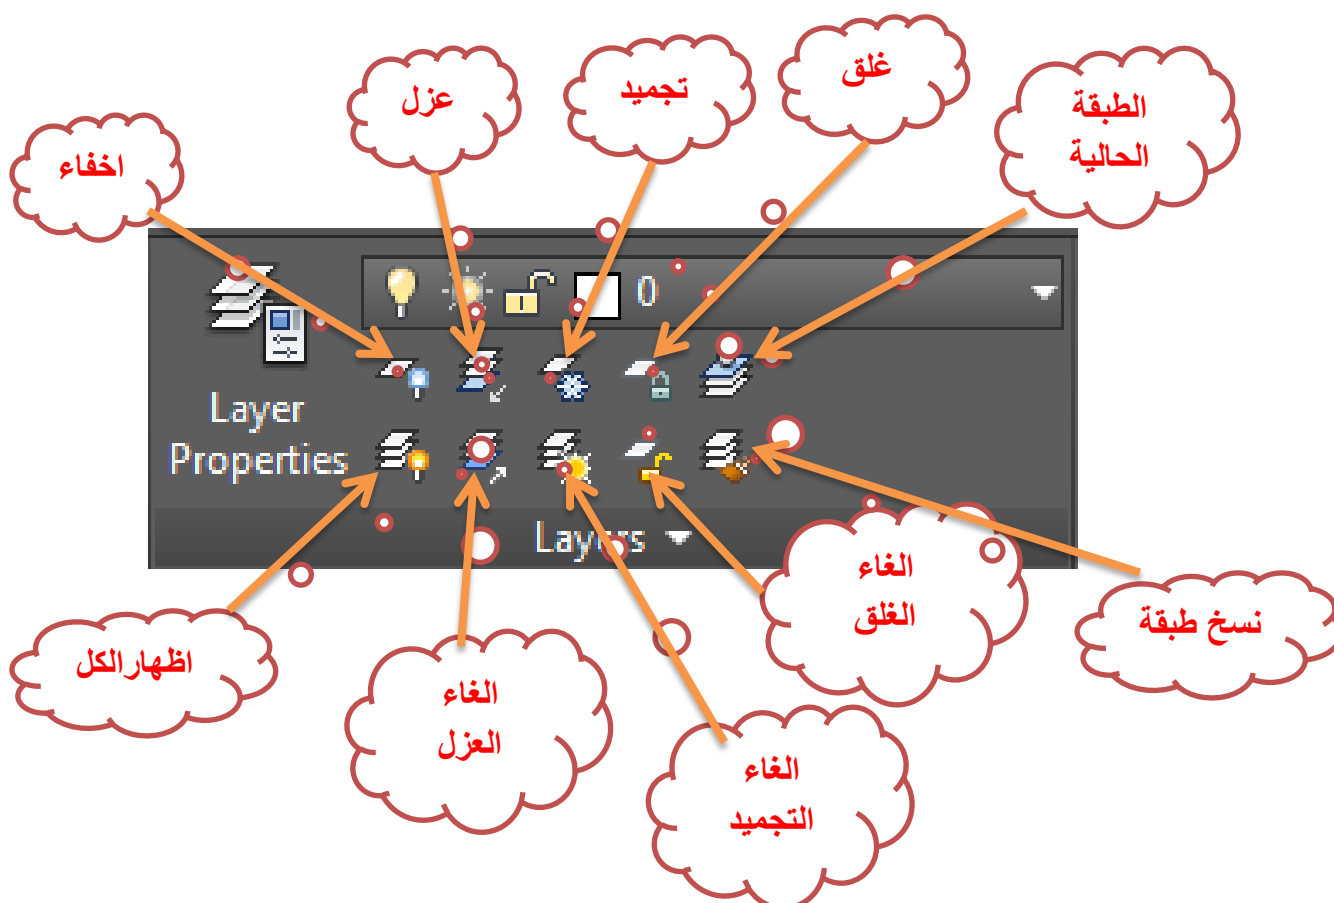 غلق
تجميد
عزل
الطبقة
الحالية
اخفاء
0
Layer
Properties
Layers
الغاء
الغلق
نسخ طبقة
اظهارالكل
الغاء
العزل
الغاء
التجميد